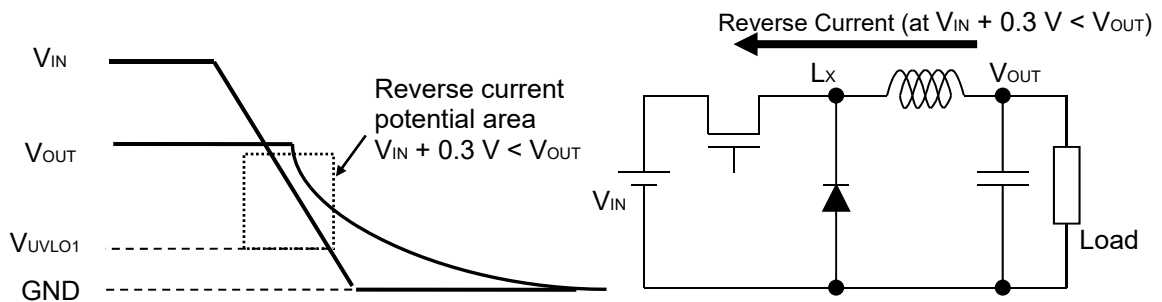 Reverse Current (at VIN + 0.3 V < VOUT)
VIN
Reverse current
potential area
VIN + 0.3 V < VOUT
VOUT
VUVLO1
GND
LX
VOUT
VIN
Load